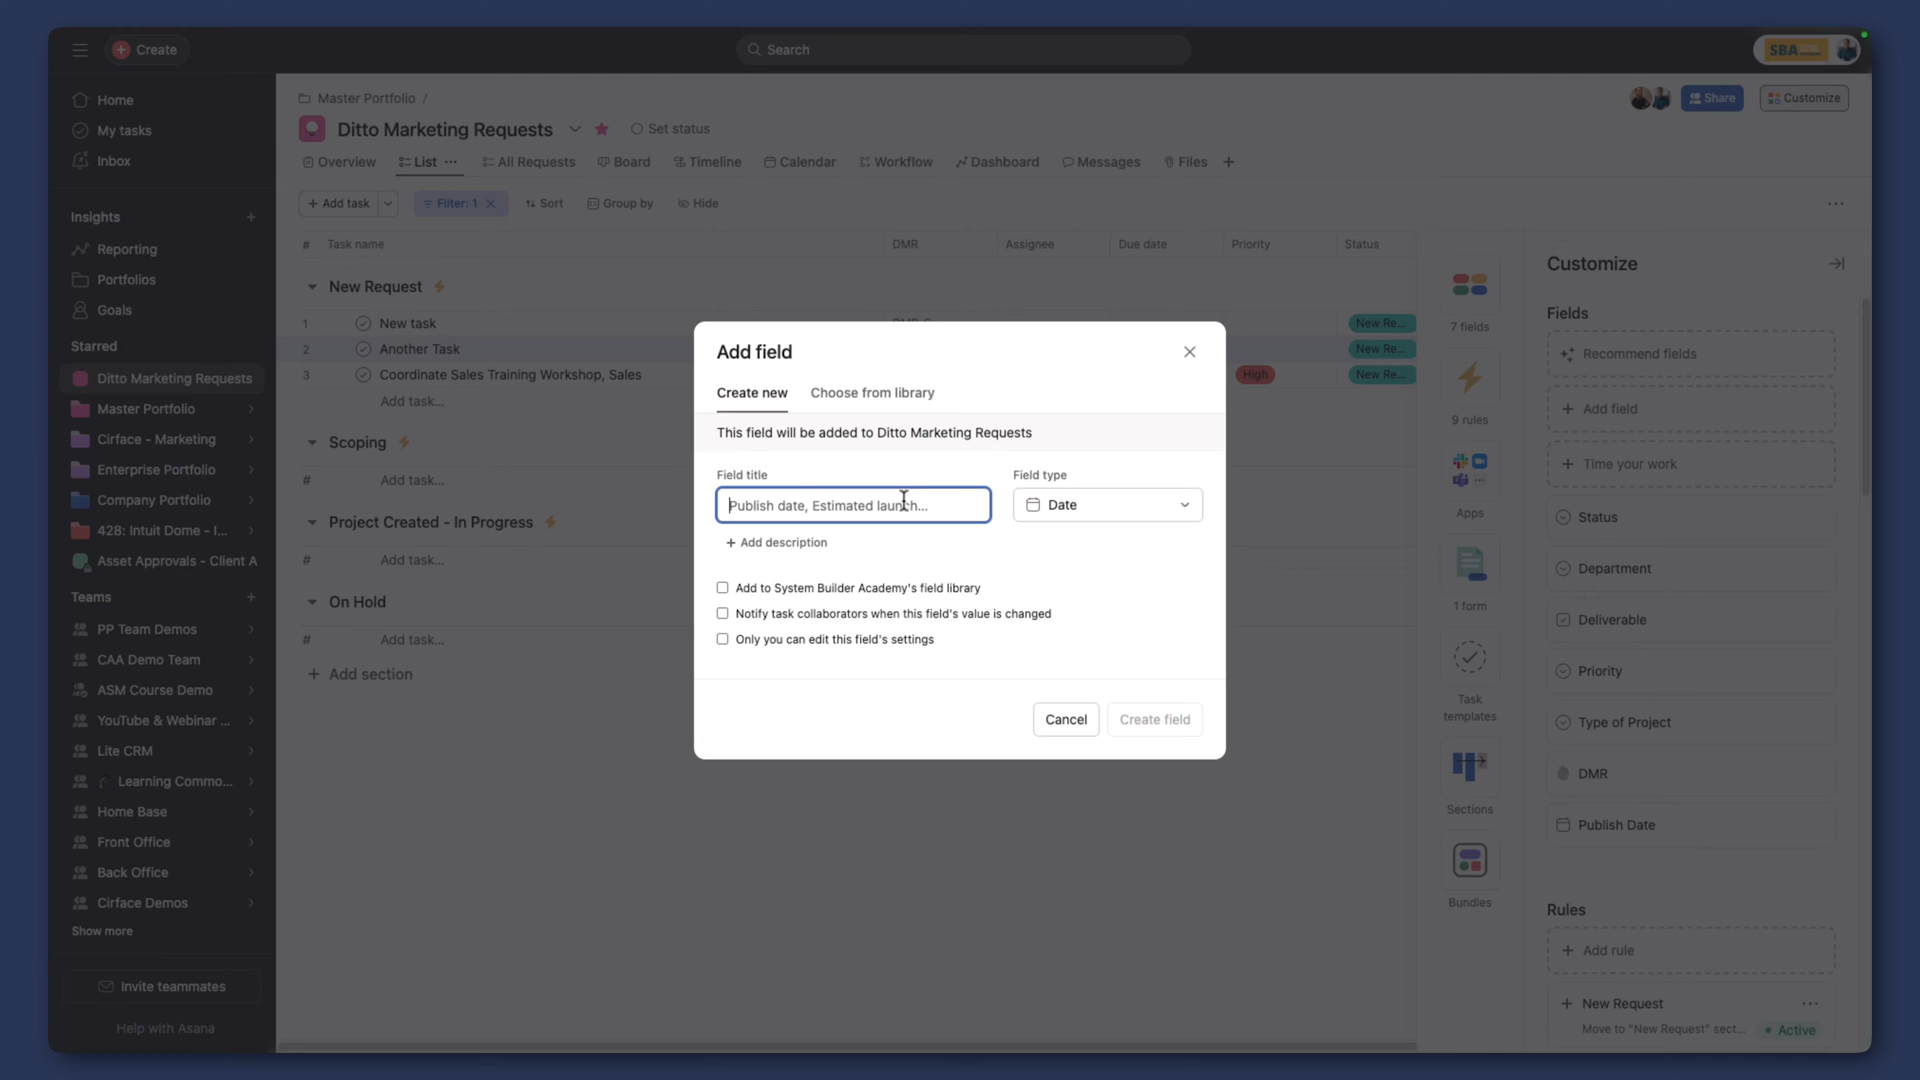 Create
Search
SBA
Home
My tasks
Inbox
Insights
Reporting
Portfolios
Goals
Starred
Ditto Marketing Requests
Master Portfolio
Cirface - Marketing
Enterprise Portfolio
Company Portfolio
428: Intuit Dome - I...
Asset Approvals - Client A
Teams
PP Team Demos
CAA Demo Team
ASM Course Demo
YouTube & Webinar ...
Lite CRM
Learning Commo...
Home Base
Front Office
Back Office
Cirface Demos
Show more
Invite teammates
Help with Asana
Master Portfolio /
Ditto Marketing Requests
Set status
Share
Customize
Overview
List
All Requests
Board
Timeline
Calendar
Workflow
Dashboard
Messages
Files
Add task
Filter: 1
Sort
Group by
Hide
# Task name DMR Assignee Due date Priority Status
New Request
1 New task New Re...
2 Another Task New Re...
3 Coordinate Sales Training Workshop, Sales High New Re...
Add task...
Scoping
# Add task...
Project Created - In Progress
# Add task...
On Hold
# Add task...
+ Add section
Add field
Create new
Choose from library
This field will be added to Ditto Marketing Requests
Field title
Field type
Publish date, Estimated launch...
Date
+ Add description
Add to System Builder Academy's field library
Notify task collaborators when this field's value is changed
Only you can edit this field's settings
Cancel
Create field
7 fields
9 rules
Apps
1 form
Task
templates
Sections
Bundles
Customize
Fields
Recommend fields
+ Add field
+ Time your work
Status
Department
Deliverable
Priority
Type of Project
DMR
Publish Date
Rules
+ Add rule
+ New Request
Move to "New Request" sect...
Active